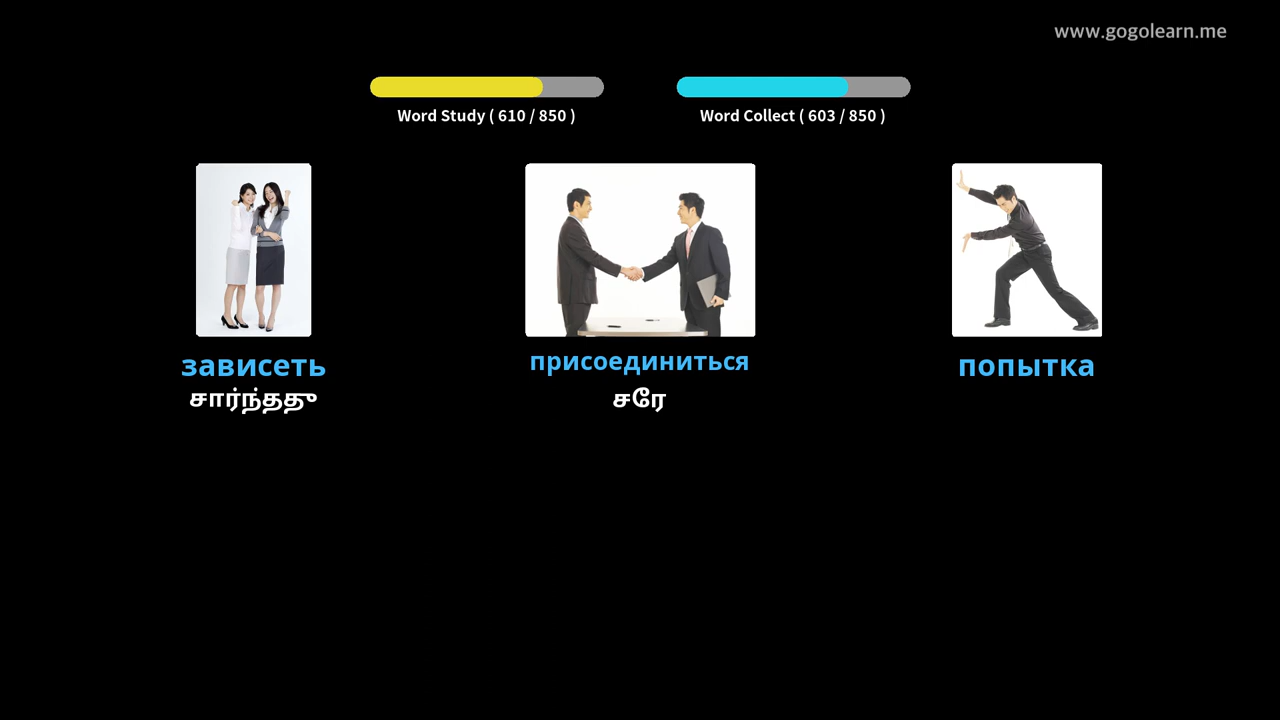 www.gogolearn.me
Word Study ( 610 / 850 )
Word Collect ( 603 / 850 )
зависеть
சார்ந்தது
присоединиться
சரே
попытка